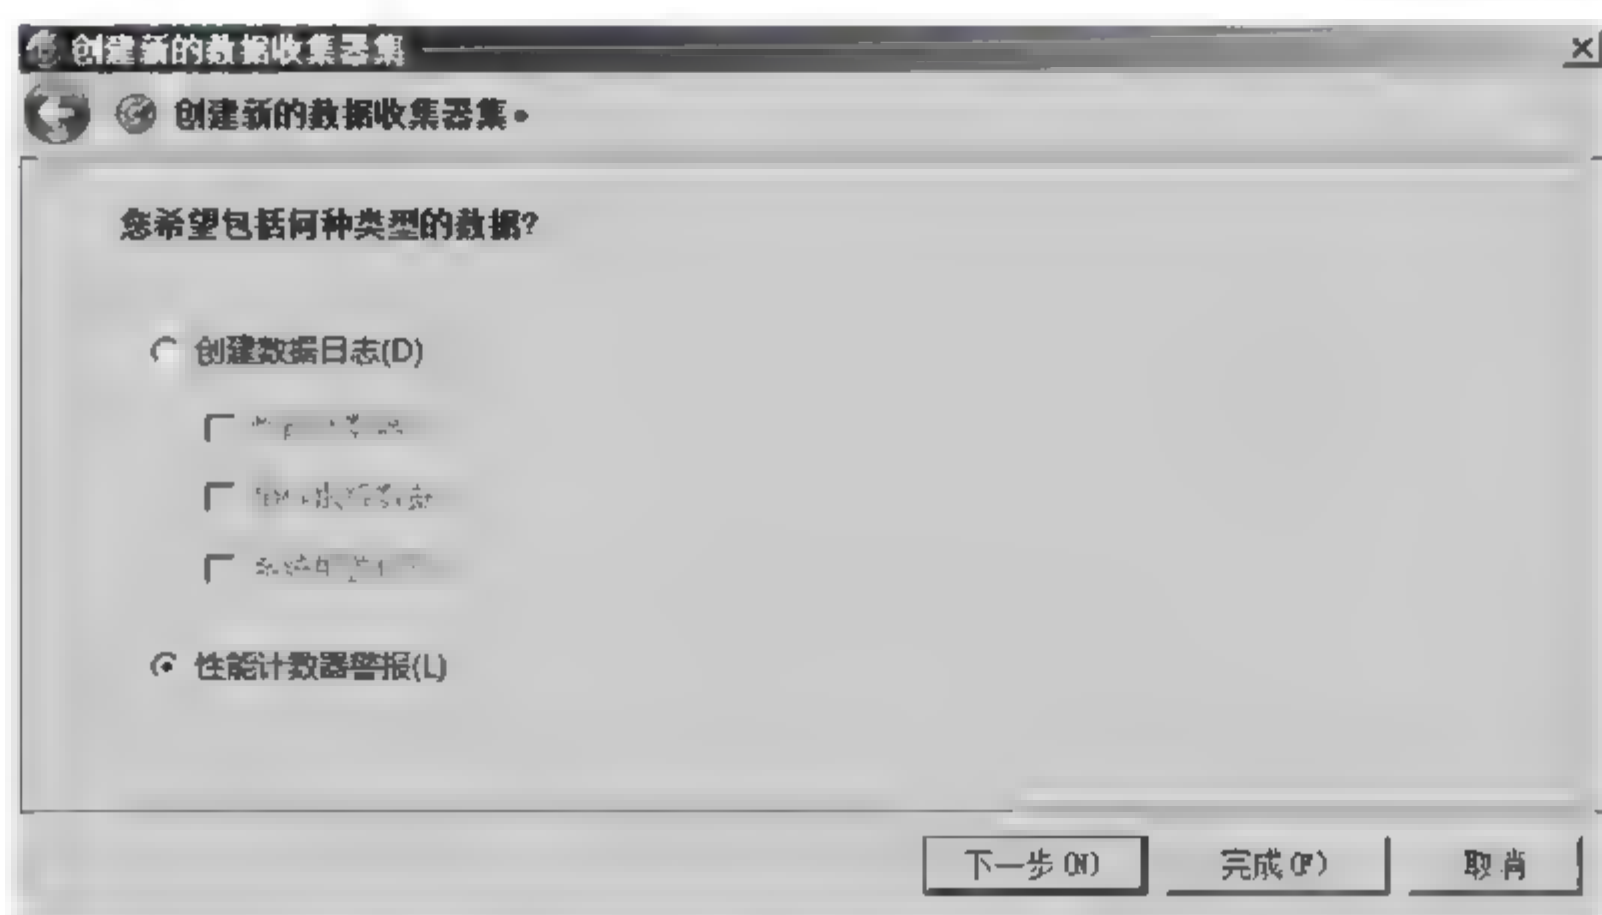 创建新的数据收集器集
创建新的数据收集器集。
您希望包括何种类型的数据?
创建数据日志(D)
性能计数器警报(L)
下一步(N) 完成(F) 取消